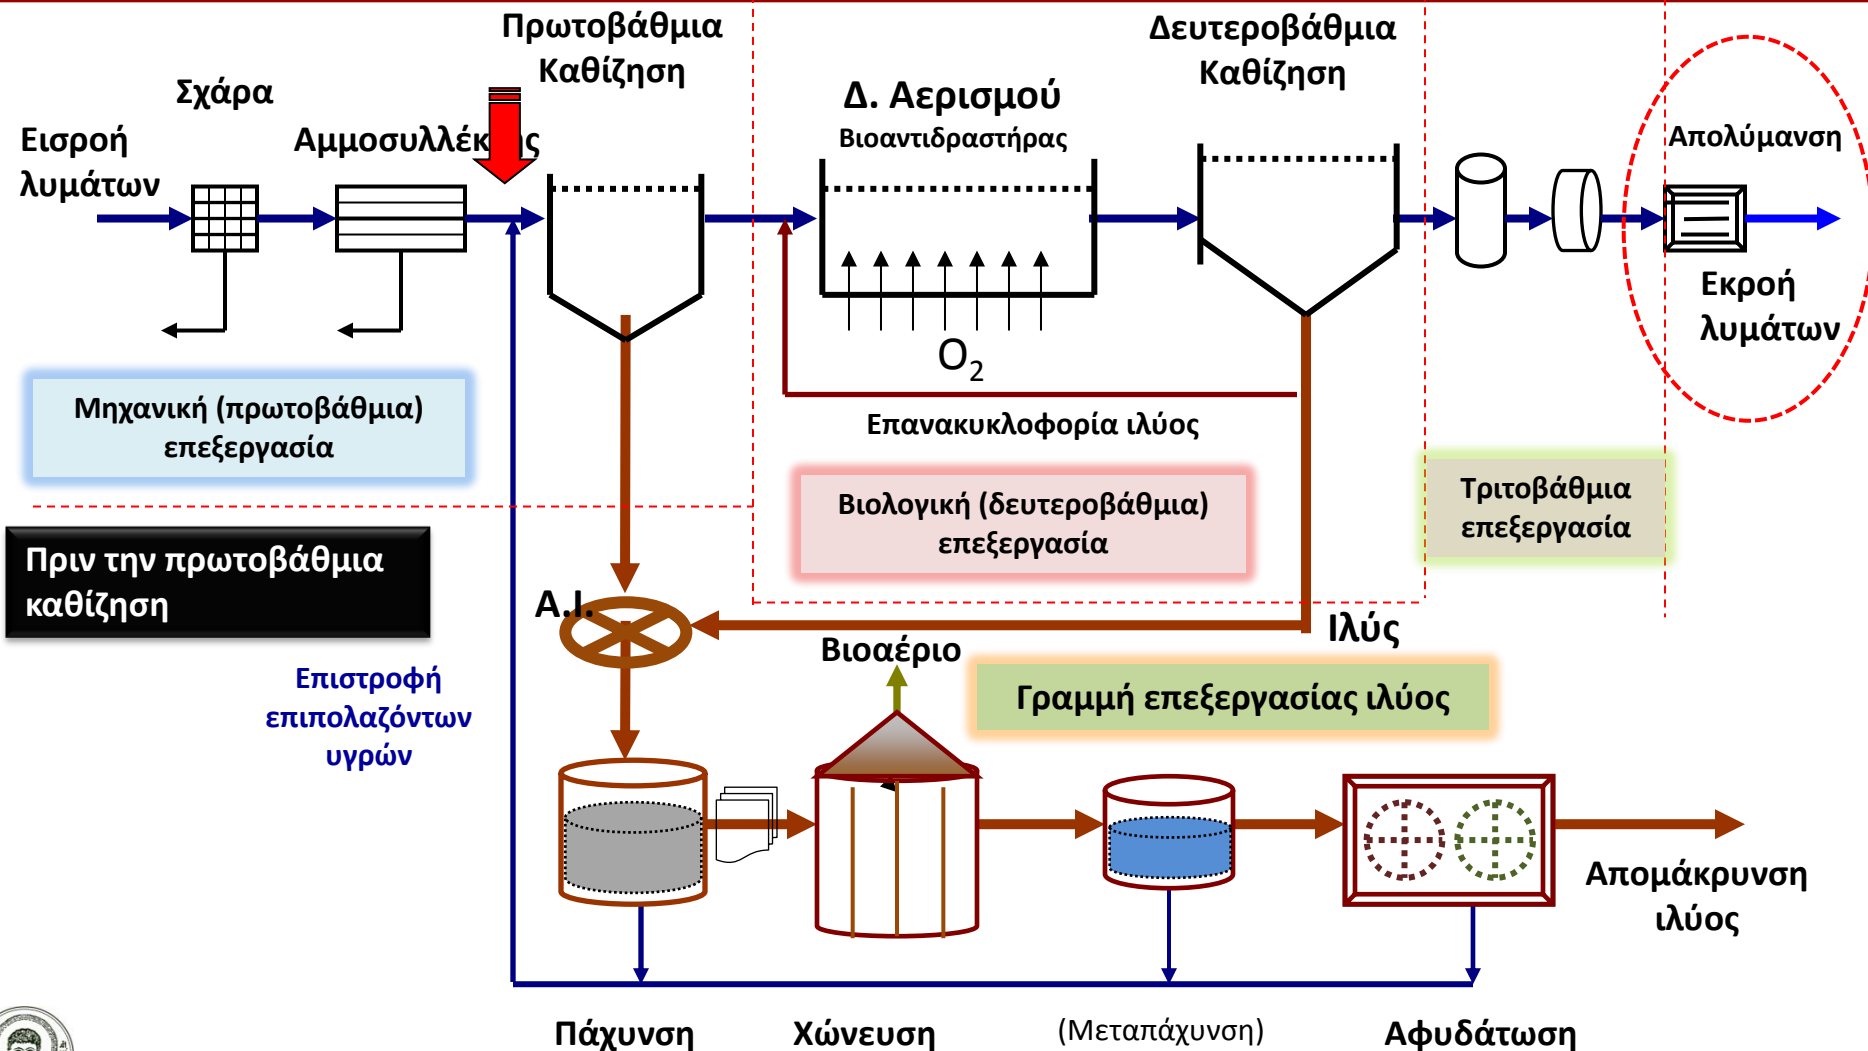 Πρωτοβάθμια
Καθίζηση
Δευτεροβάθμια
Καθίζηση
Σχάρα
Δ. Αερισμού
Βιοαντιδραστήρας
Εισροή
λυμάτων
Αμμοσυλλέκ ς
Απολύμανση
Εκροή
λυμάτων
O2
Μηχανική (πρωτοβάθμια)
επεξεργασία
Επανακυκλοφορία ιλύος
Βιολογική (δευτεροβάθμια)
επεξεργασία
Τριτοβάθμια
επεξεργασία
Πριν την πρωτοβάθμια
καθίζηση
Α.Ι.
Ιλύς
Βιοαέριο
Επιστροφή
επιπολαζόντων
υγρών
Γραμμή επεξεργασίας ιλύος
Απομάκρυνση
ιλύος
Πάχυνση
Χώνευση
(Μεταπάχυνση)
Αφυδάτωση